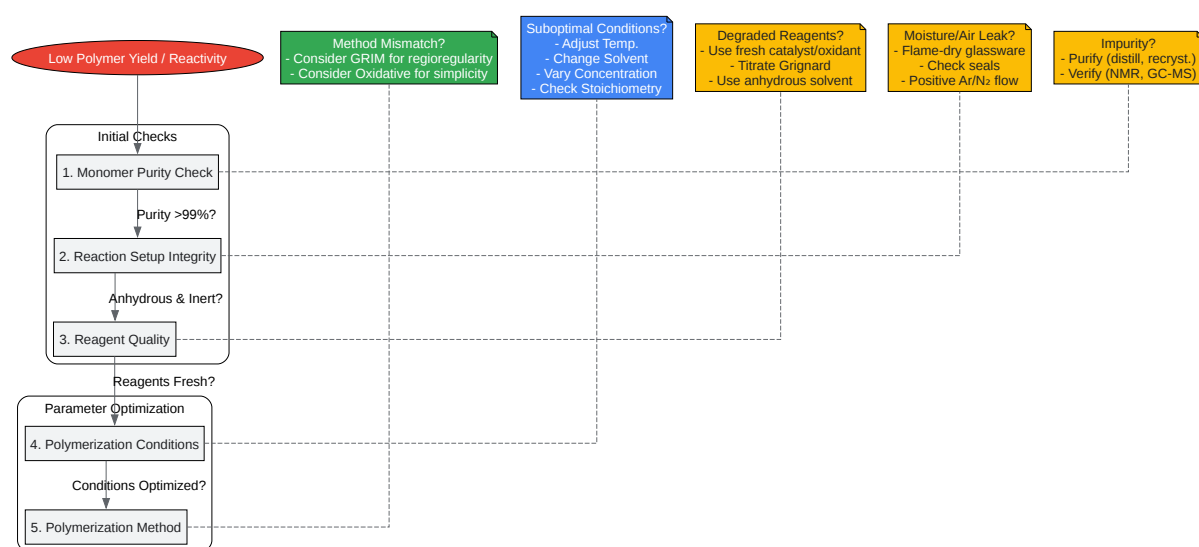 Low Polymer Yield / Reactivity
Method Mismatch?
- Consider GRIM for regioregularity
- Consider Oxidative for simplicity
Suboptimal Conditions?
- Adjust Temp.
- Change Solvent
- Vary Concentration
- Check Stoichiometry
Degraded Reagents?
- Use fresh catalyst/oxidant
- Titrate Grignard
- Use anhydrous solvent
Moisture/Air Leak?
- Flame-dry glassware
- Check seals
- Positive Ar/N₂ flow
Impurity?
- Purify (distill, recryst.)
- Verify (NMR, GC-MS)
Initial Checks
1. Monomer Purity Check
Purity >99%?
2. Reaction Setup Integrity
Anhydrous & Inert?
3. Reagent Quality
Reagents Fresh?
Parameter Optimization
4. Polymerization Conditions
Conditions Optimized?
5. Polymerization Method